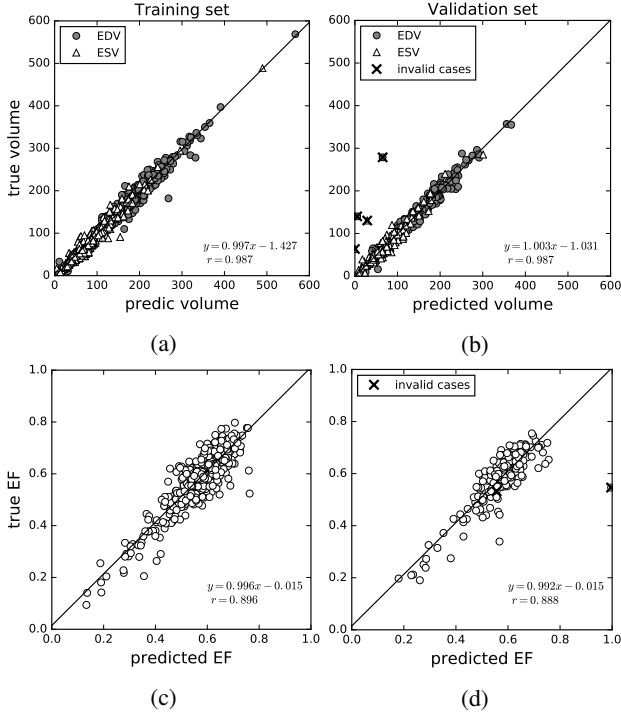 Training set
EDV
ESV
600
500
400
300
200
100
0
0 100 200 300 400 500 600
true volume
predic volume
y = 0.997x − 1.427
r = 0.987
(a)
Validation set
EDV
ESV
invalid cases
600
500
400
300
200
100
0
0 100 200 300 400 500 600
predicted volume
y = 1.003x − 1.031
r = 0.987
(b)
1.0
0.8
0.6
0.4
0.2
0.0
0.0 0.2 0.4 0.6 0.8 1.0
true EF
predicted EF
y = 0.996x − 0.015
r = 0.896
(c)
invalid cases
1.0
0.8
0.6
0.4
0.2
0.0
0.0 0.2 0.4 0.6 0.8 1.0
predicted EF
y = 0.992x − 0.015
r = 0.888
(d)